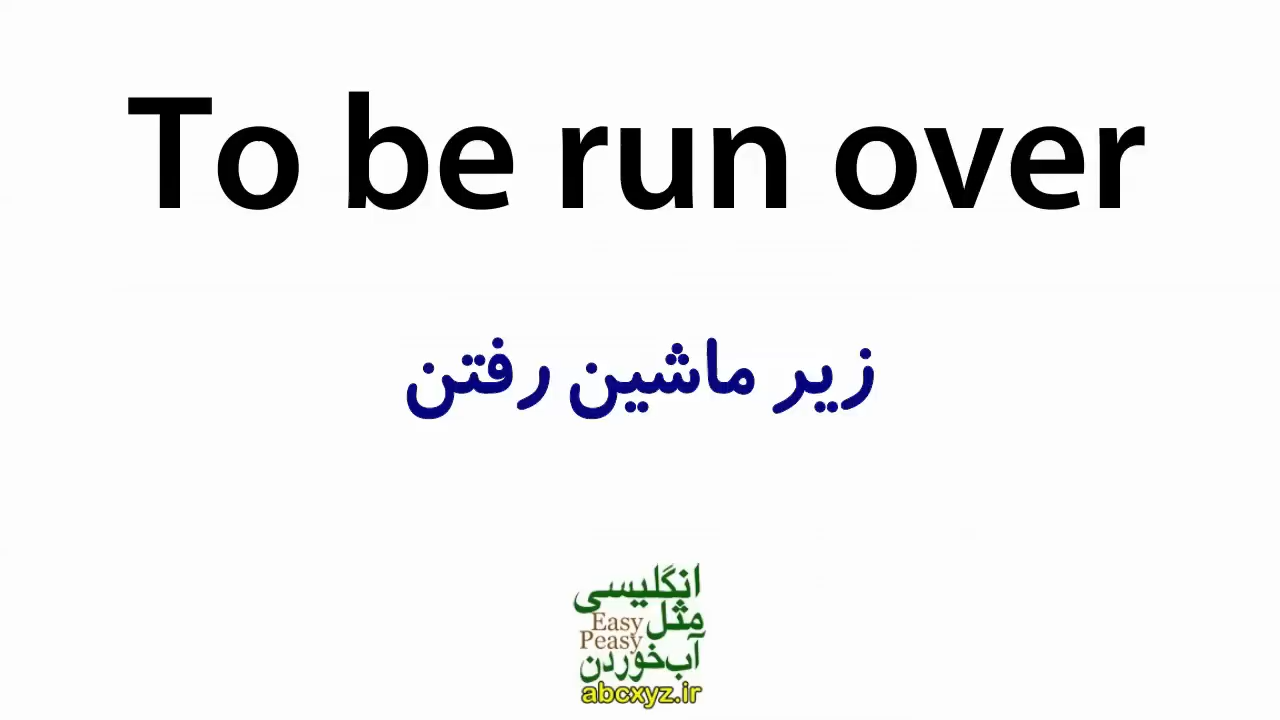 To be run over
زیر ماشین رفتن
انگلیسی
مثل
Easy
Peasy
آب خوردن
abcxyz.ir